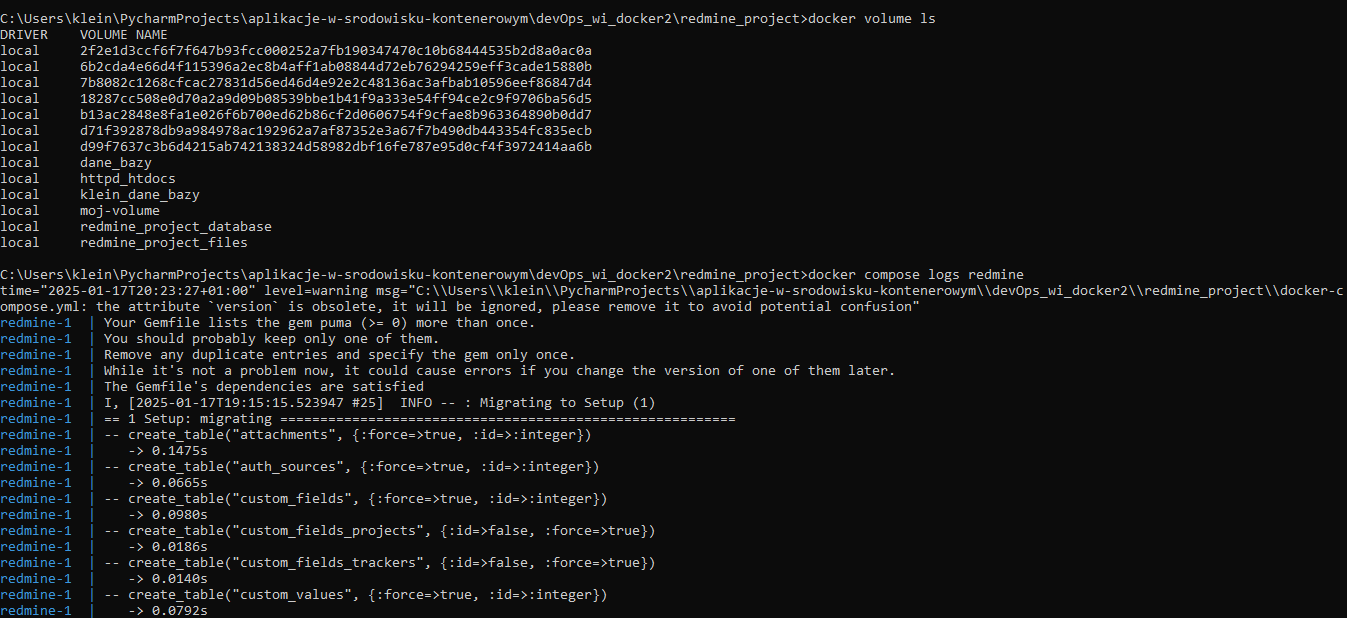 C:\Users\klein\PycharmProjects\aplikacje-w-srodowisku-kontenerowym\devOps_wi_docker2\redmine_project>docker volume ls
DRIVER    VOLUME NAME
local     2f2e1d3ccf6f7f647b93fcc000252a7fb190347470c10b68444535b2d8a0ac0a
local     6b2cda4e66d4f115396a2ec8b4aff1ab08844d72eb76294259eff3cade15880b
local     7b8082c1268cfcac27831d56ed46d4e92e2c48136ac3afbab10596eef86847d4
local     18287cc508e0d70a2a9d09b08539bbe1b41f9a333e54ff94ce2c9f9706ba56d5
local     b13ac2848e8fa1e026f6b700ed62b86cf2d0606754f9cfae8b963364890b0dd7
local     d71f392878db9a984978ac192962a7af87352e3a67f7b490db443354fc835ecb
local     d99f7637c3b6d4215ab742138324d58982dbf16fe787e95d0cf4f3972414aa6b
local     dane_bazy
local     httpd_htdocs
local     klein_dane_bazy
local     moj-volume
local     redmine_project_database
local     redmine_project_files
C:\Users\klein\PycharmProjects\aplikacje-w-srodowisku-kontenerowym\devOps_wi_docker2\redmine_project>docker compose logs redmine
time="2025-01-17T20:23:27+01:00" level=warning msg="C:\\Users\\klein\\PycharmProjects\\aplikacje-w-srodowisku-kontenerowym\\devOps_wi_docker2\\redmine_project\\docker-c
ompose.yml: the attribute `version` is obsolete, it will be ignored, please remove it to avoid potential confusion"
redmine-1  | Your Gemfile lists the gem puma (>= 0) more than once.
redmine-1  | You should probably keep only one of them.
redmine-1  | Remove any duplicate entries and specify the gem only once.
redmine-1  | While it's not a problem now, it could cause errors if you change the version of one of them later.
redmine-1  | The Gemfile's dependencies are satisfied
redmine-1  | I, [2025-01-17T19:15:15.523947 #25]  INFO -- : Migrating to Setup (1)
redmine-1  | == 1 Setup: migrating =========================================================
redmine-1  | -- create_table("attachments", {:force=>true, :id=>:integer})
redmine-1  |    -> 0.1475s
redmine-1  | -- create_table("auth_sources", {:force=>true, :id=>:integer})
redmine-1  |    -> 0.0665s
redmine-1  | -- create_table("custom_fields", {:force=>true, :id=>:integer})
redmine-1  |    -> 0.0980s
redmine-1  | -- create_table("custom_fields_projects", {:id=>false, :force=>true})
redmine-1  |    -> 0.0186s
redmine-1  | -- create_table("custom_fields_trackers", {:id=>false, :force=>true})
redmine-1  |    -> 0.0140s
redmine-1  | -- create_table("custom_values", {:force=>true, :id=>:integer})
redmine-1  |    -> 0.0792s